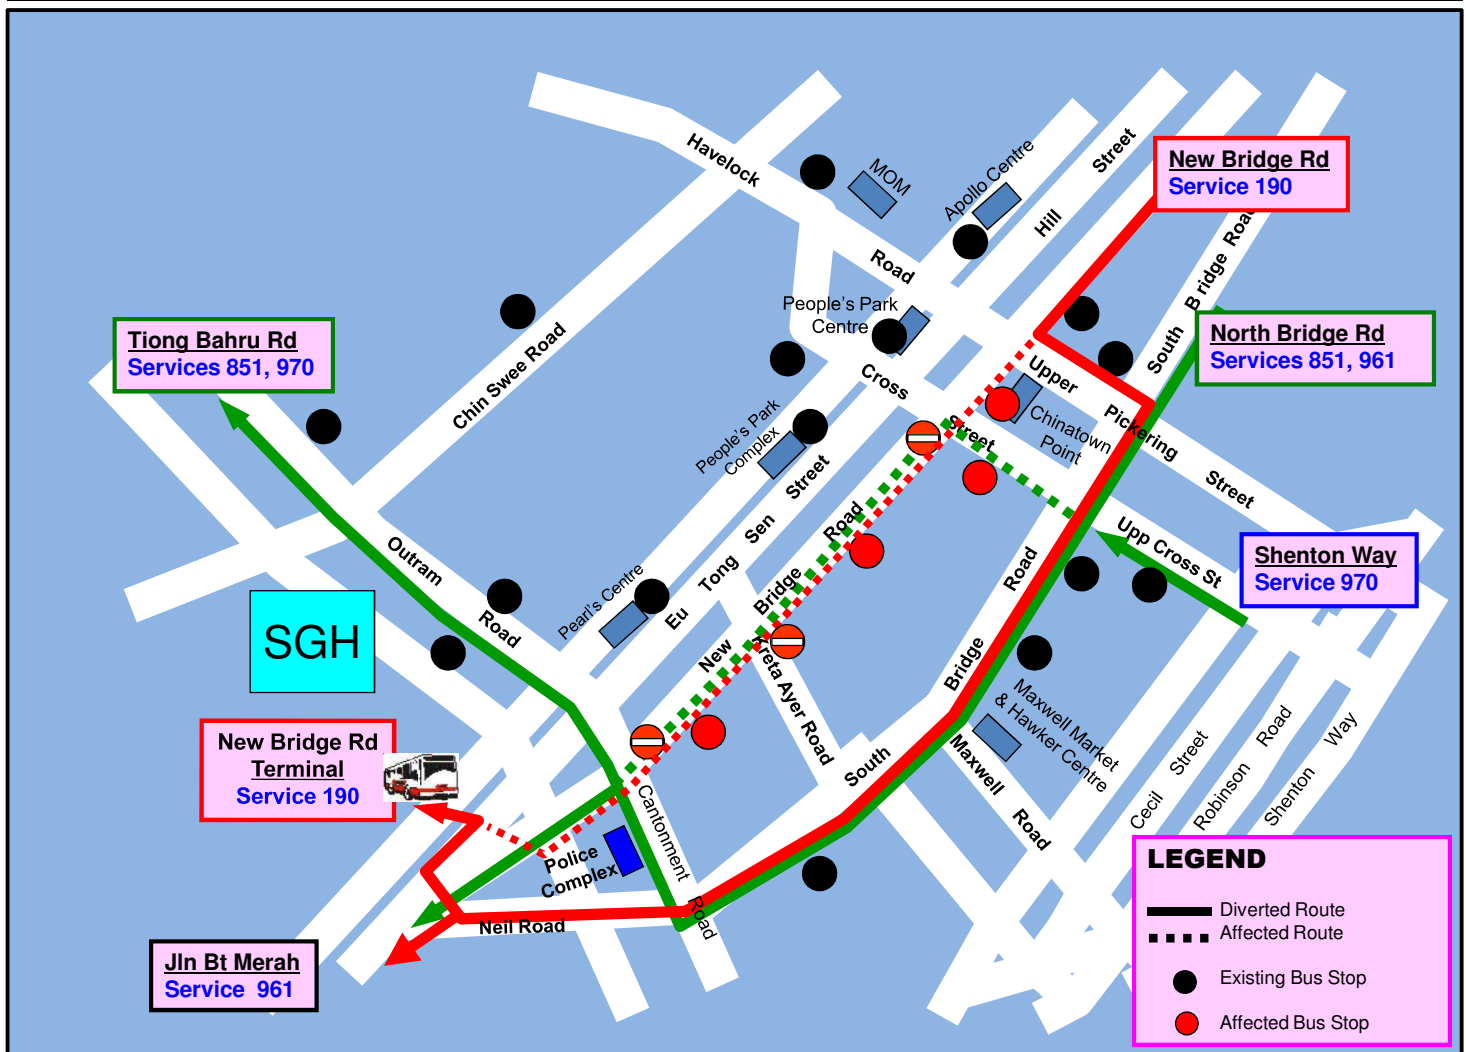 Havelock
MOM
Apollo Centre
Street
Hill
New Bridge Rd
Service 190
Road
South B ridge Road
People's Park
Centre
North Bridge Rd
Services 851, 961
Tiong Bahru Rd
Services 851, 970
Chin Swee Road
Cross
Street
Upper
Pickering
Street
Chinatown
Point
People's Park
Complex
Street
Sen
Tong
Eu
Road
Bridge
New
Upp Cross St
Shenton Way
Service 970
Outram
Road
Pearl's Centre
SGH
Kreta Ayer Road
Road
Bridge
South
Maxwell Market
& Hawker Centre
Maxwell
Road
Cecil
Street
Robinson
Road
Shenton
Way
New Bridge Rd
Terminal
Service 190
Cantonment
Road
Police
Complex
Neil Road
Jln Bt Merah
Service 961
LEGEND
Diverted Route
Affected Route
Existing Bus Stop
Affected Bus Stop